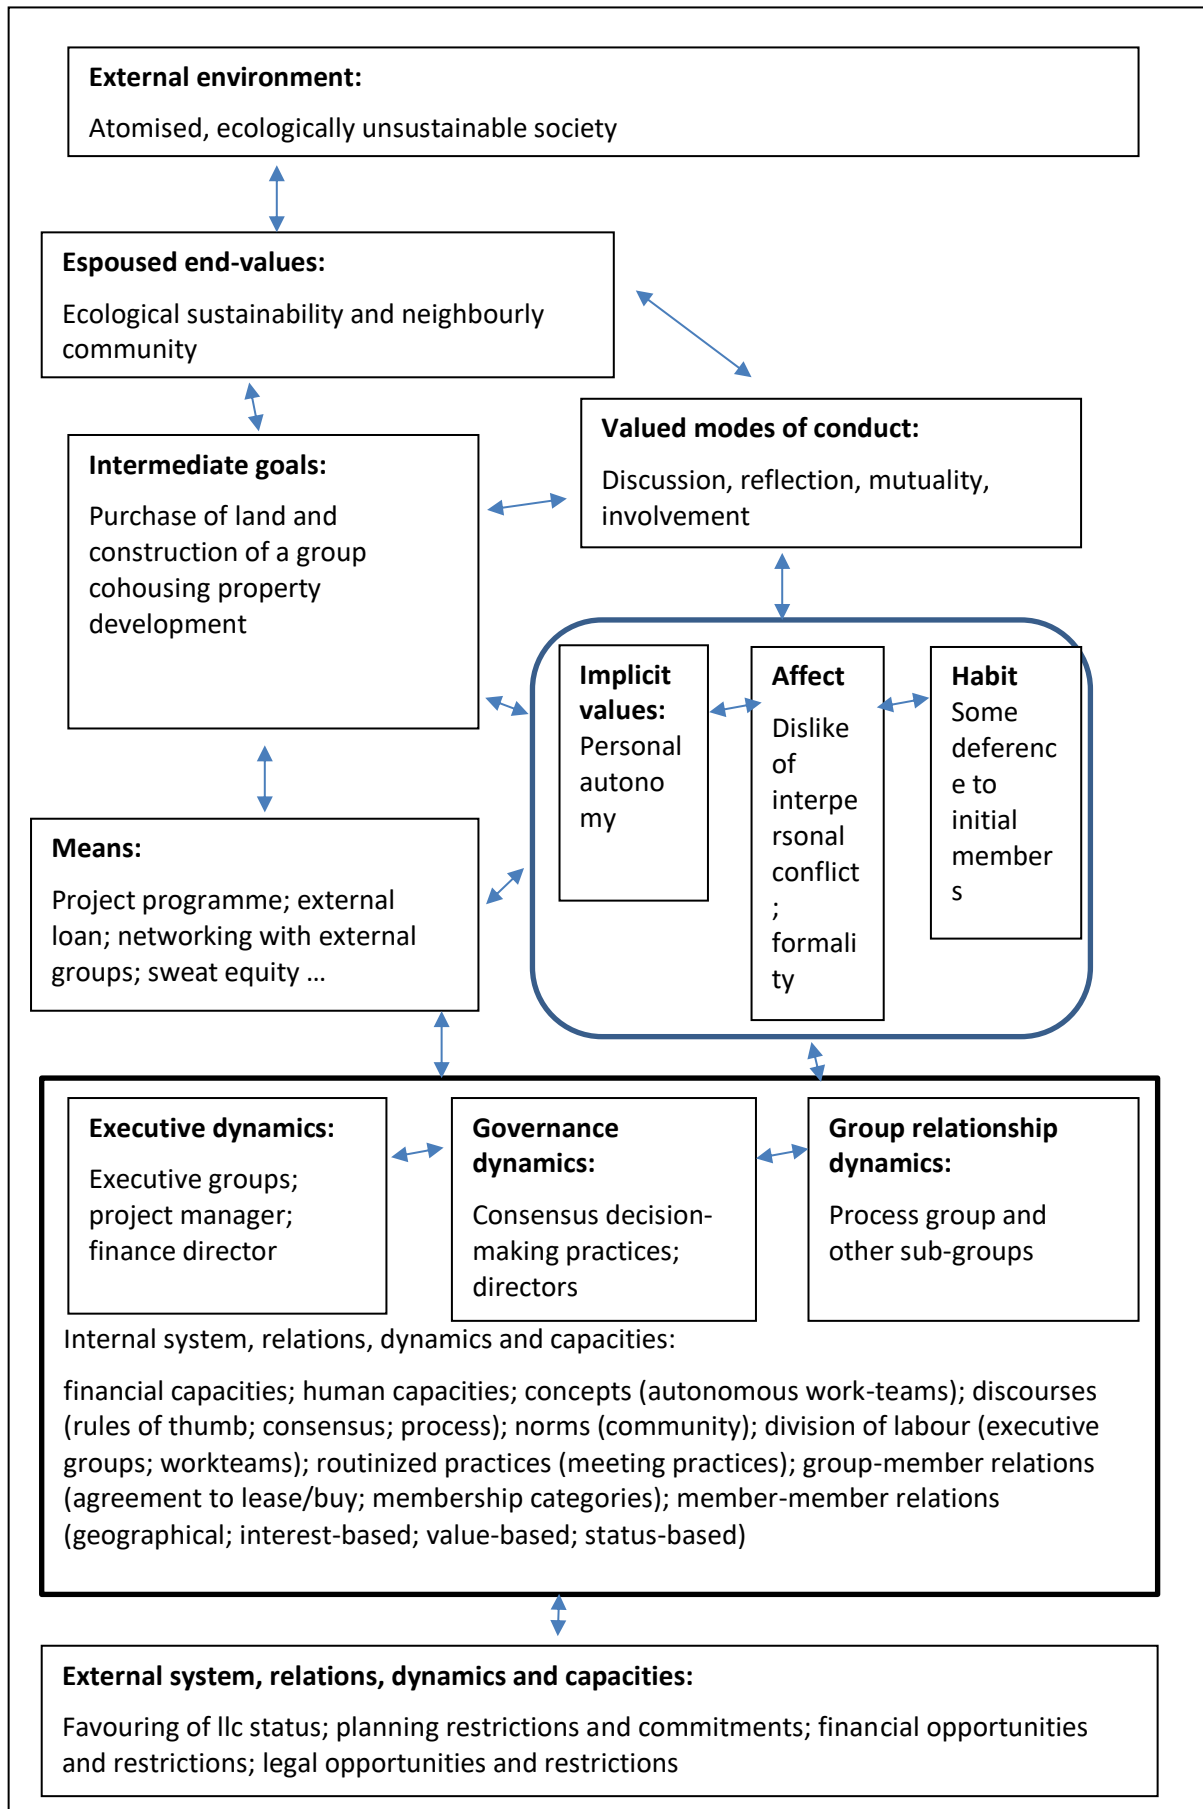 External environment:
Atomised, ecologically unsustainable society
Espoused end-values:
Ecological sustainability and neighbourly
community
Valued modes of conduct:
Discussion, reflection, mutuality,
involvement
Intermediate goals:
Purchase of land and
construction of a group
cohousing property
development
Implicit
values:
Personal
autono
my
Affect
Dislike
of
interpe
rsonal
conflict
;
formali
ty
Habit
Some
deferenc
e to
initial
member
s
Means:
Project programme; external
loan; networking with external
groups; sweat equity ...
Executive dynamics:
Executive groups;
project manager;
finance director
Governance
dynamics:
Consensus decision-
making practices;
directors
Group relationship
dynamics:
Process group and
other sub-groups
Internal system, relations, dynamics and capacities:
financial capacities; human capacities; concepts (autonomous work-teams); discourses
(rules of thumb; consensus; process); norms (community); division of labour (executive
groups; workteams); routinized practices (meeting practices); group-member relations
(agreement to lease/buy; membership categories); member-member relations
(geographical; interest-based; value-based; status-based)
External system, relations, dynamics and capacities:
Favouring of llc status; planning restrictions and commitments; financial opportunities
and restrictions; legal opportunities and restrictions